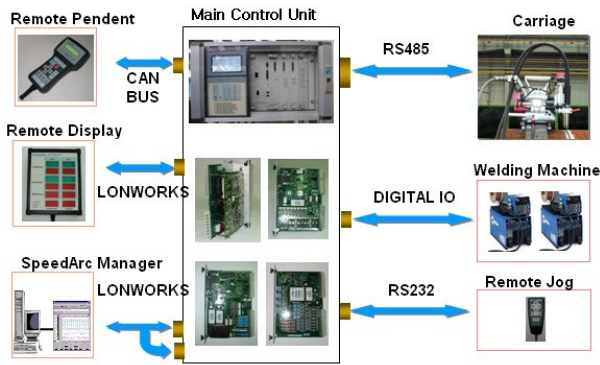 Remote Pendent
Main Control Unit
Carriage
CAN
BUS
RS485
Remote Display
LONWORKS
DIGITAL IO
Welding Machine
SpeedArc Manager
LONWORKS
RS232
Remote Jog